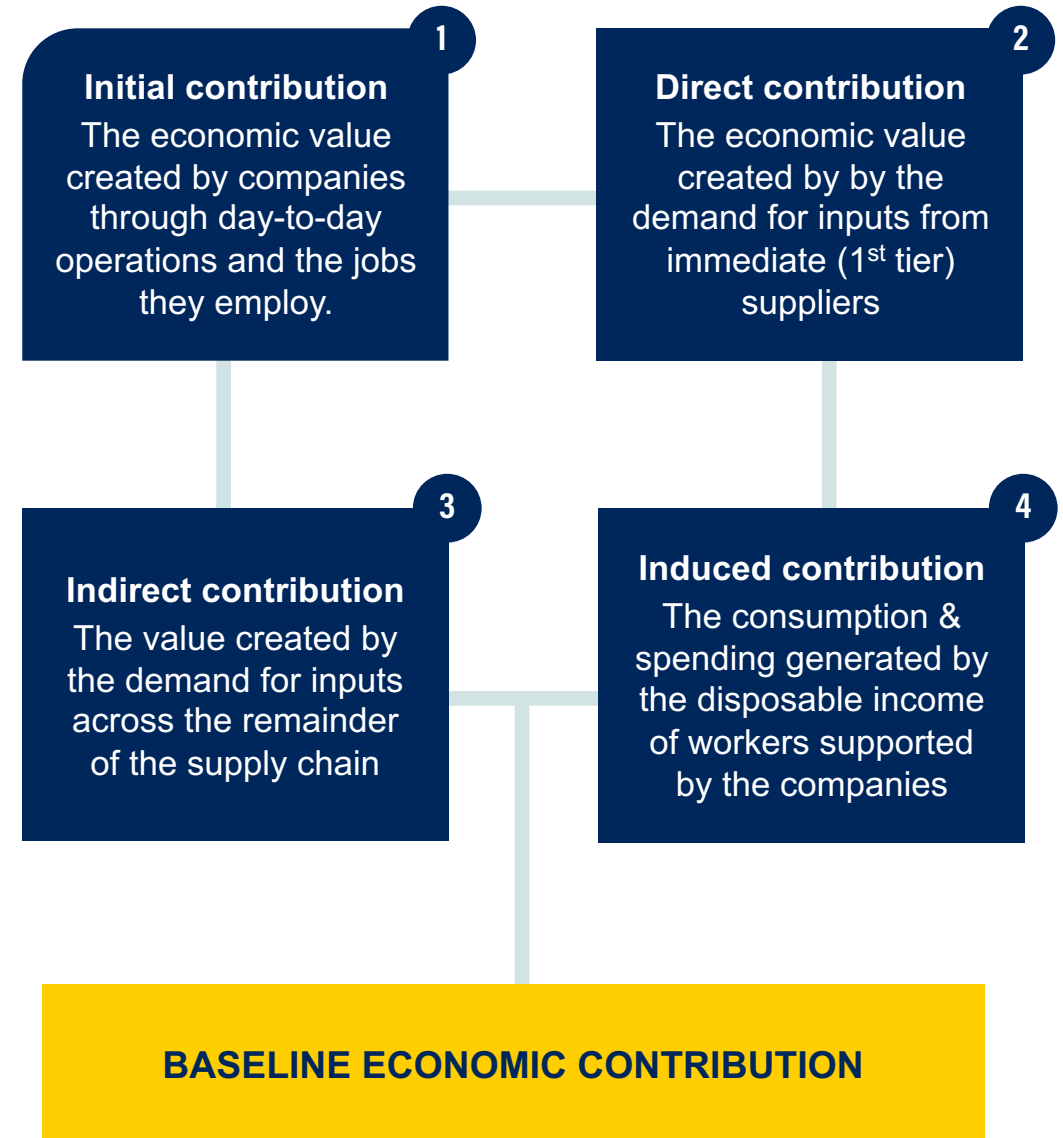 1
Initial contribution
The economic value
created by companies
through day-to-day
operations and the jobs
they employ.
2
Direct contribution
The economic value
created by by the
demand for inputs from
immediate (1st tier)
suppliers
3
Indirect contribution
The value created by
the demand for inputs
across the remainder
of the supply chain
4
Induced contribution
The consumption &
spending generated by
the disposable income
of workers supported
by the companies
BASELINE ECONOMIC CONTRIBUTION